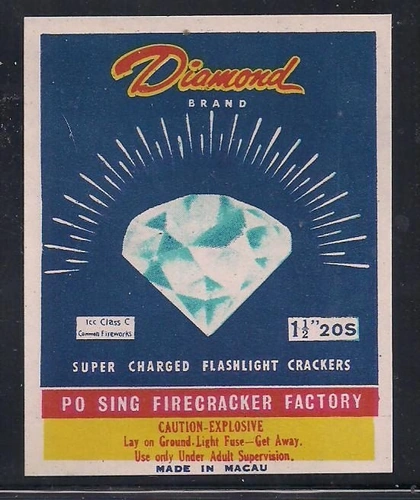 Diamond
BRAND
Icc Class C
Common Fireworks
1½"20S
SUPER CHARGED FLASHLIGHT CRACKERS
PO SING FIRECRACKER FACTORY
CAUTION-EXPLOSIVE
Lay on Ground-Light Fuse—Get Away.
Use only Under Adult Supervision.
MADE IN MACAU